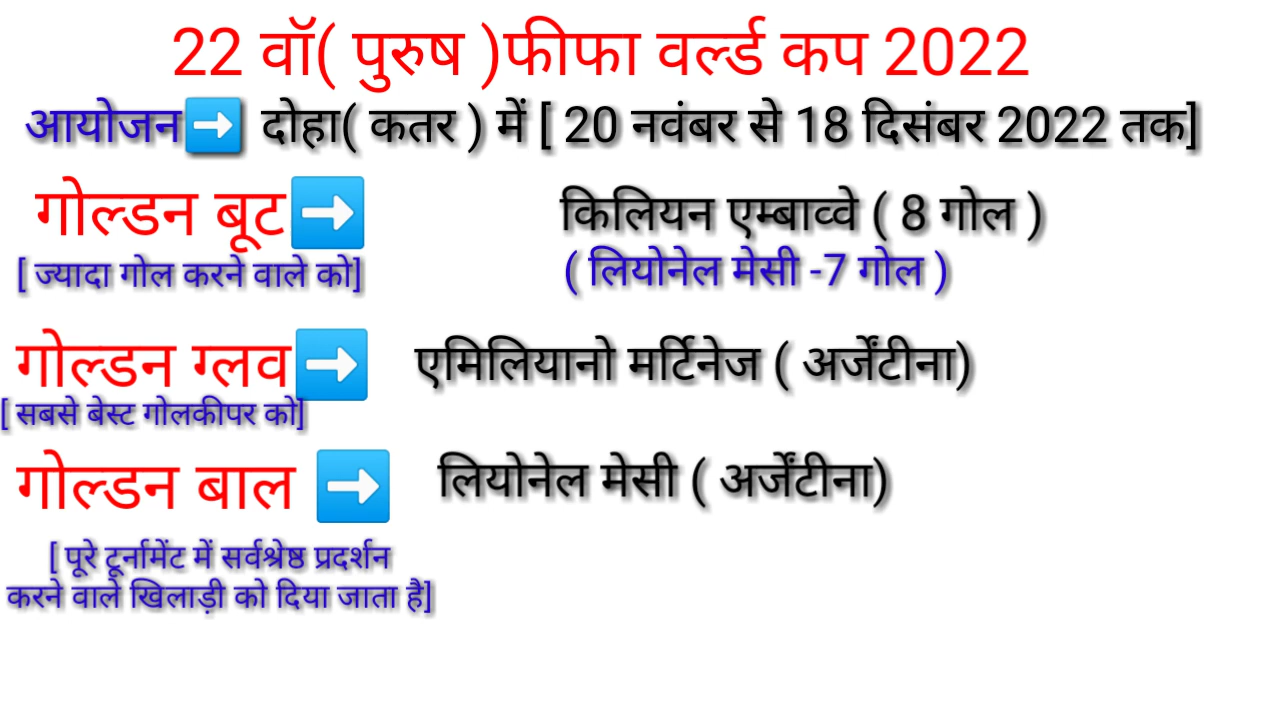 22 वॉ( पुरुष )फीफा वर्ल्ड कप 2022
आयोजन➡️ दोहा( कतर ) में [ 20 नवंबर से 18 दिसंबर 2022 तक]
गोल्डन बूट➡️ किलियन एम्बाव्वे ( 8 गोल )
[ ज्यादा गोल करने वाले को] ( लियोनेल मेसी -7 गोल )
गोल्डन ग्लव➡️ एमिलियानो मर्टिनेज ( अर्जेंटीना)
[ सबसे बेस्ट गोलकीपर को]
गोल्डन बाल ➡️ लियोनेल मेसी ( अर्जेंटीना)
[ पूरे टूर्नामेंट में सर्वश्रेष्ठ प्रदर्शन
करने वाले खिलाड़ी को दिया जाता है]